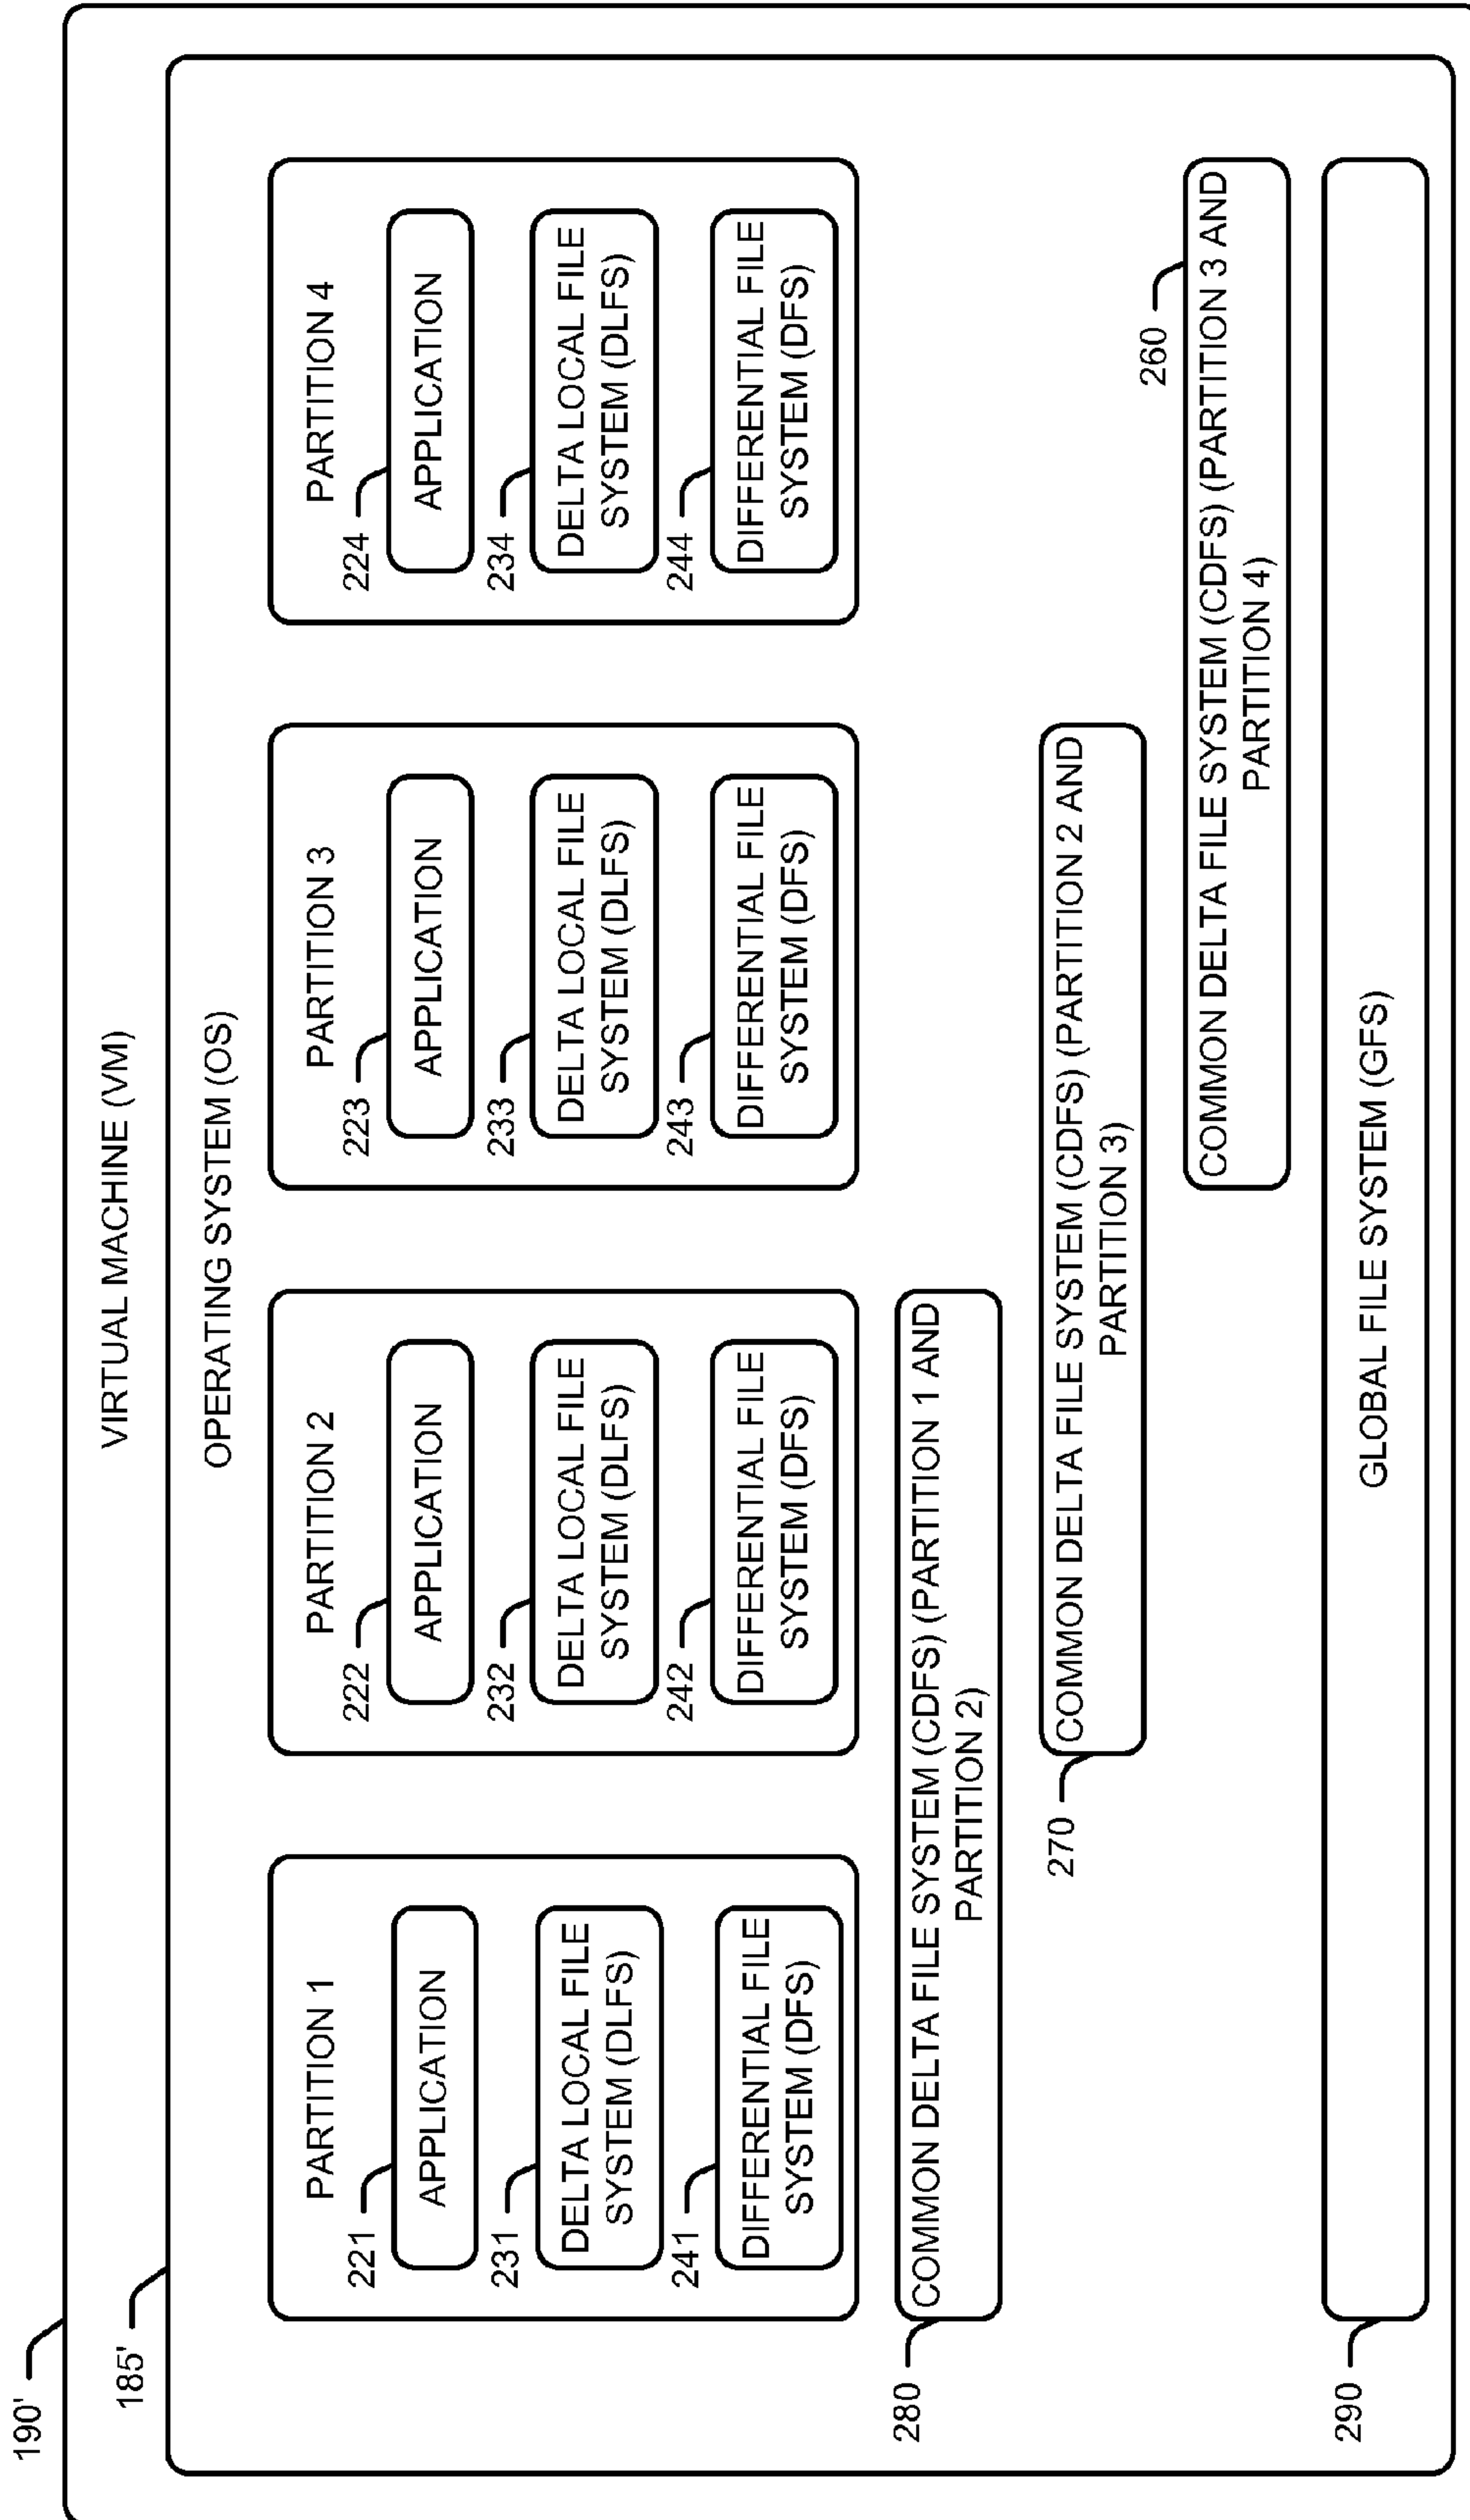 190'
VIRTUAL MACHINE (VM)
185'
OPERATING SYSTEM (OS)
PARTITION 1
221
APPLICATION
231
DELTA LOCAL FILE
SYSTEM (DLFS)
241
DIFFERENTIAL FILE
SYSTEM (DFS)
PARTITION 2
222
APPLICATION
232
DELTA LOCAL FILE
SYSTEM (DLFS)
242
DIFFERENTIAL FILE
SYSTEM (DFS)
PARTITION 3
223
APPLICATION
233
DELTA LOCAL FILE
SYSTEM (DLFS)
243
DIFFERENTIAL FILE
SYSTEM (DFS)
PARTITION 4
224
APPLICATION
234
DELTA LOCAL FILE
SYSTEM (DLFS)
244
DIFFERENTIAL FILE
SYSTEM (DFS)
280
COMMON DELTA FILE SYSTEM (CDFS) (PARTITION 1 AND
PARTITION 2)
270
COMMON DELTA FILE SYSTEM (CDFS) (PARTITION 2 AND
PARTITION 3)
260
COMMON DELTA FILE SYSTEM (CDFS) (PARTITION 3 AND
PARTITION 4)
290
GLOBAL FILE SYSTEM (GFS)